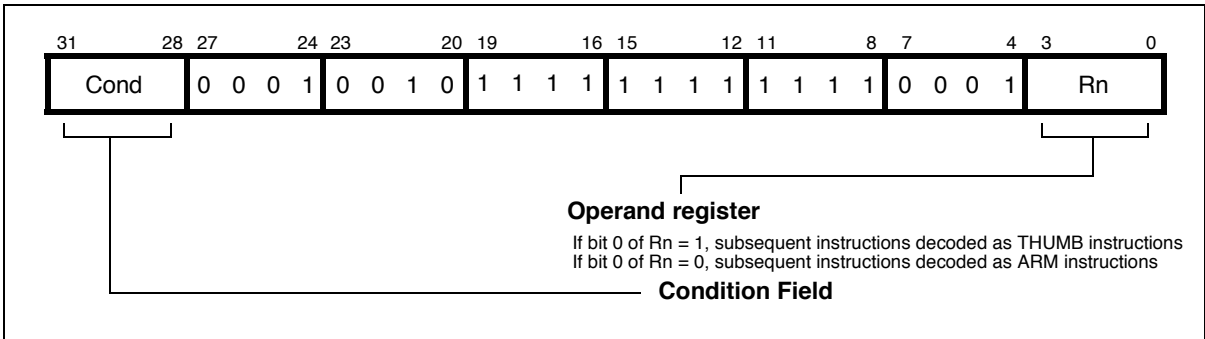 31 28 27 24 23 20 19 16 15 12 11 8 7 4 3 0
Cond 0 0 0 1 0 0 1 0 1 1 1 1 1 1 1 1 1 1 1 1 0 0 0 1 Rn
Operand register
If bit 0 of Rn = 1, subsequent instructions decoded as THUMB instructions
If bit 0 of Rn = 0, subsequent instructions decoded as ARM instructions
Condition Field